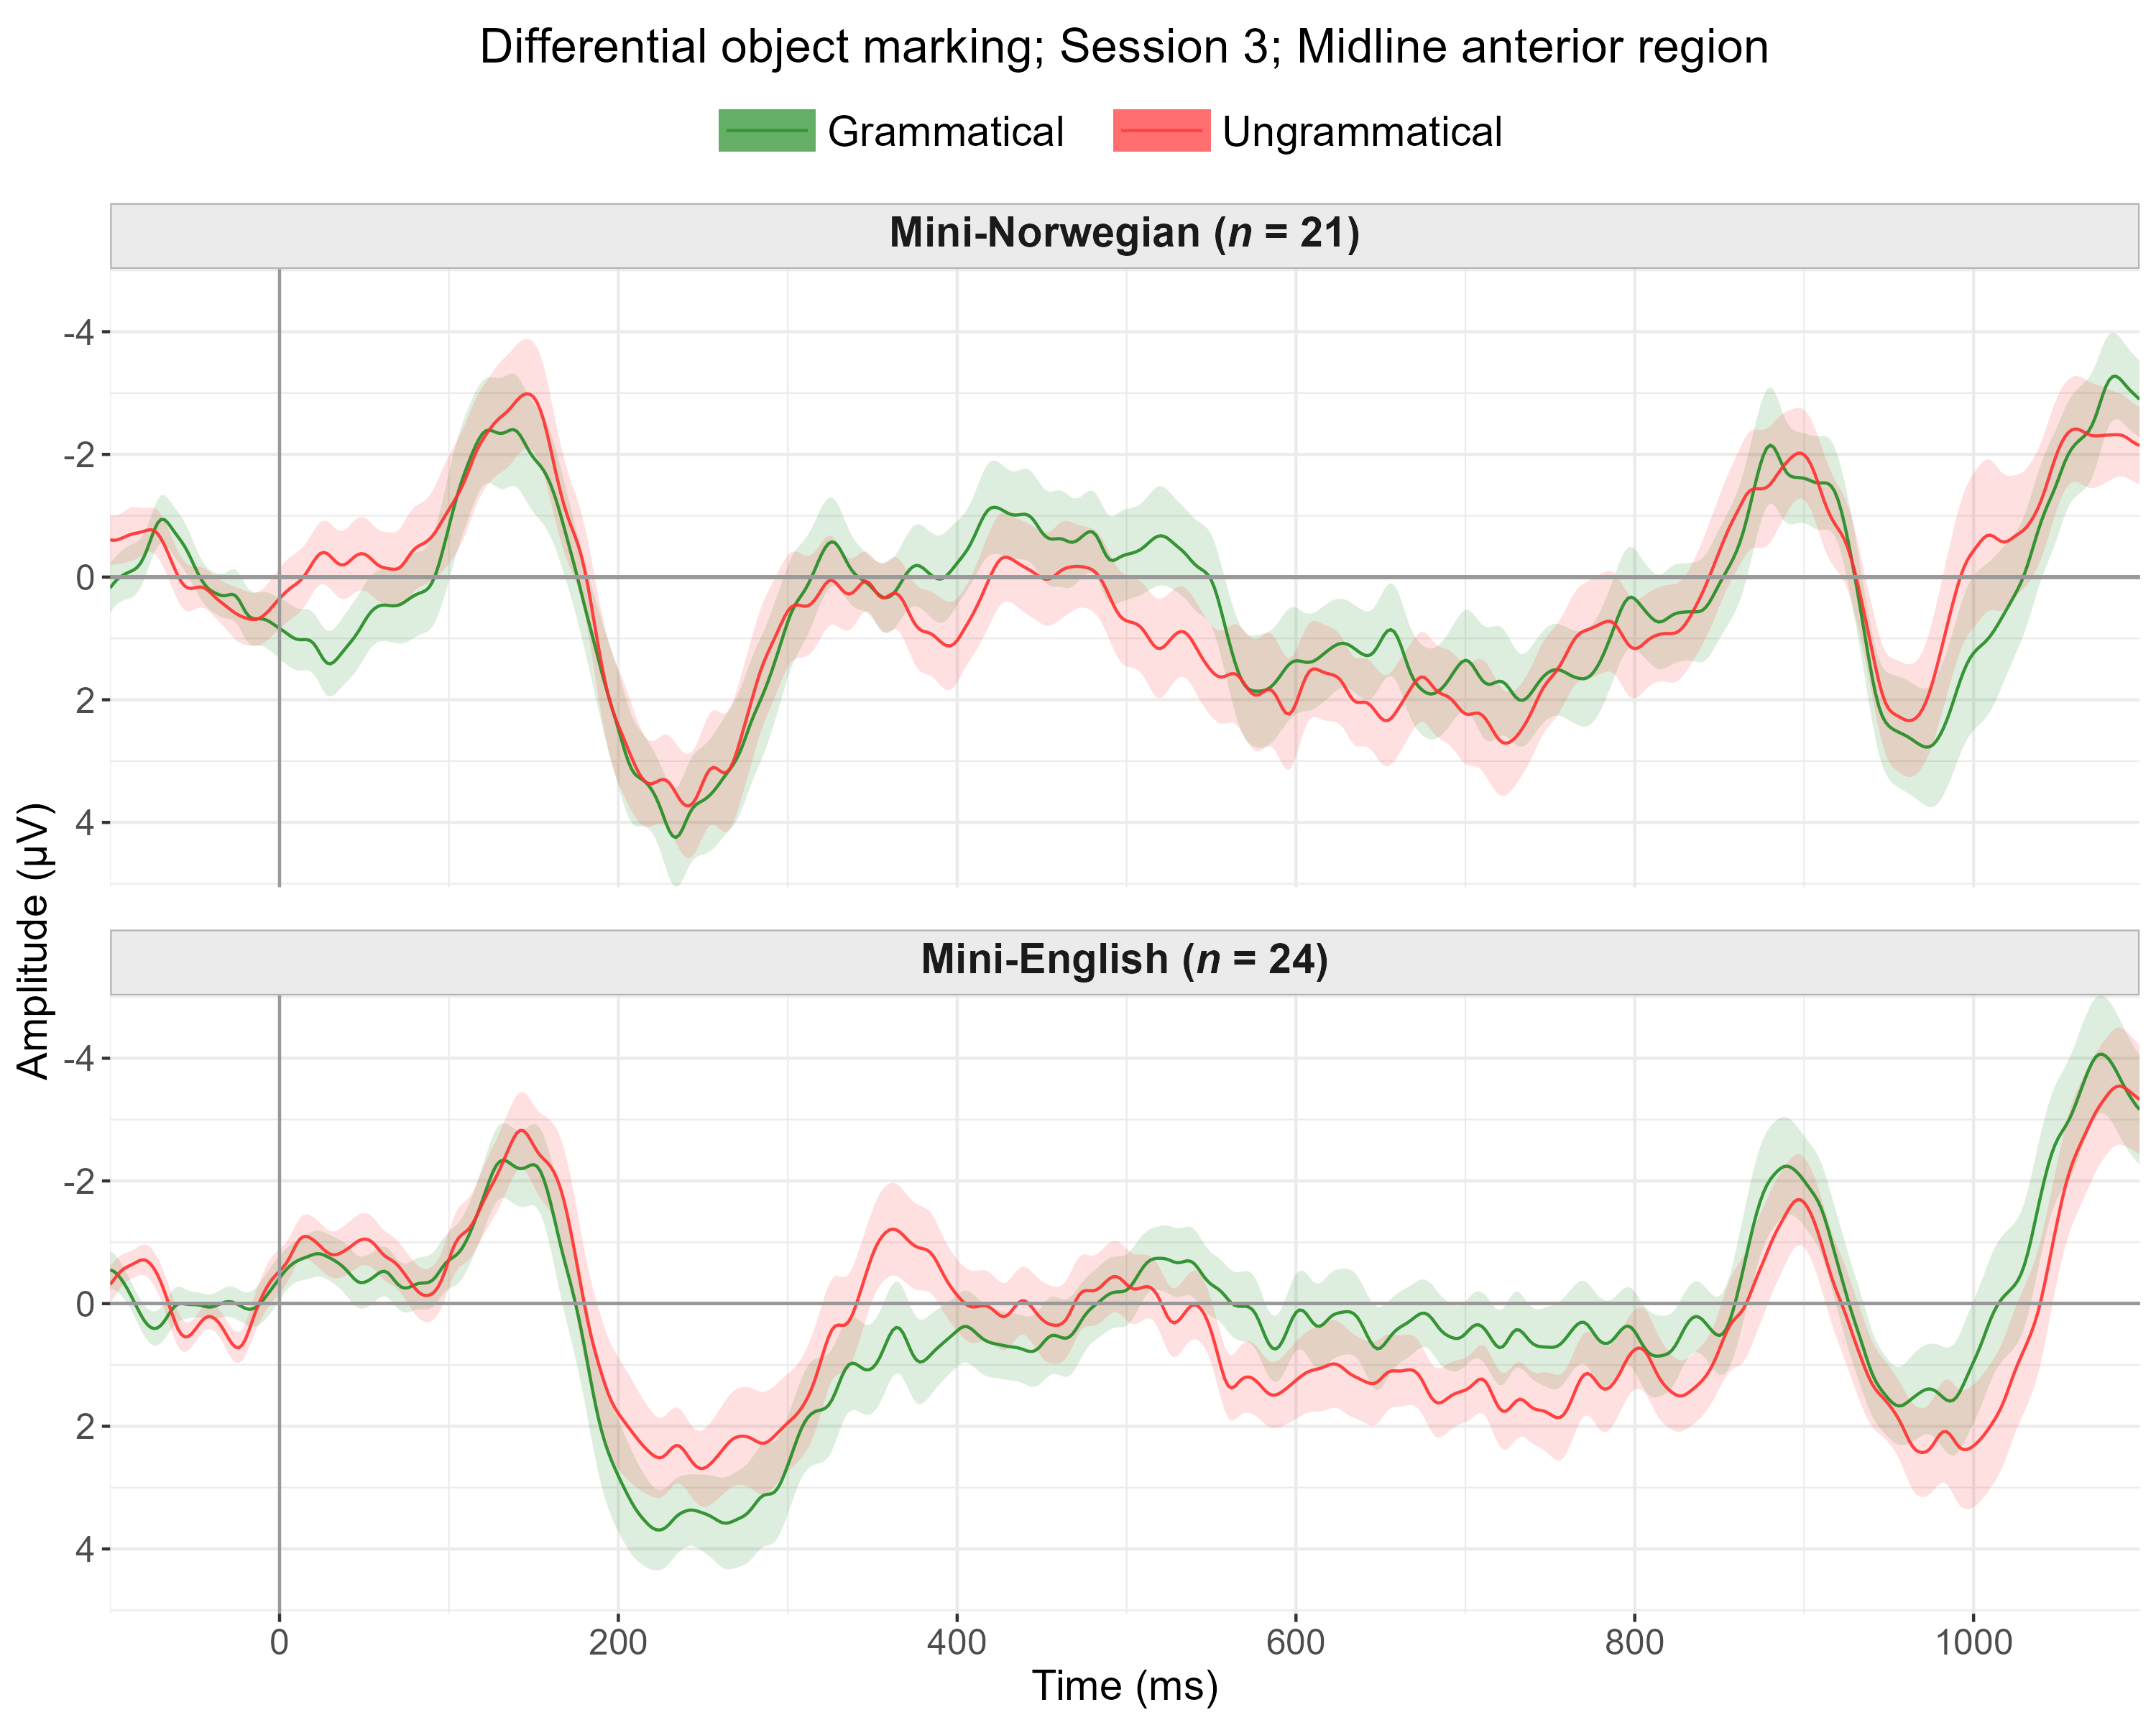 Differential object marking; Session 3; Midline anterior region
Grammatical Ungrammatical
Mini-Norwegian (n = 21)
-4
-2
0
2
4
Amplitude (µV)
Mini-English (n = 24)
-4
-2
0
2
4
0 200 400 600 800 1000
Time (ms)